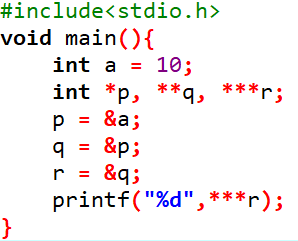 #include<stdio.h>
void main(){
    int a = 10;
    int *p, **q, ***r;
    p = &a;
    q = &p;
    r = &q;
    printf("%d",***r);
}